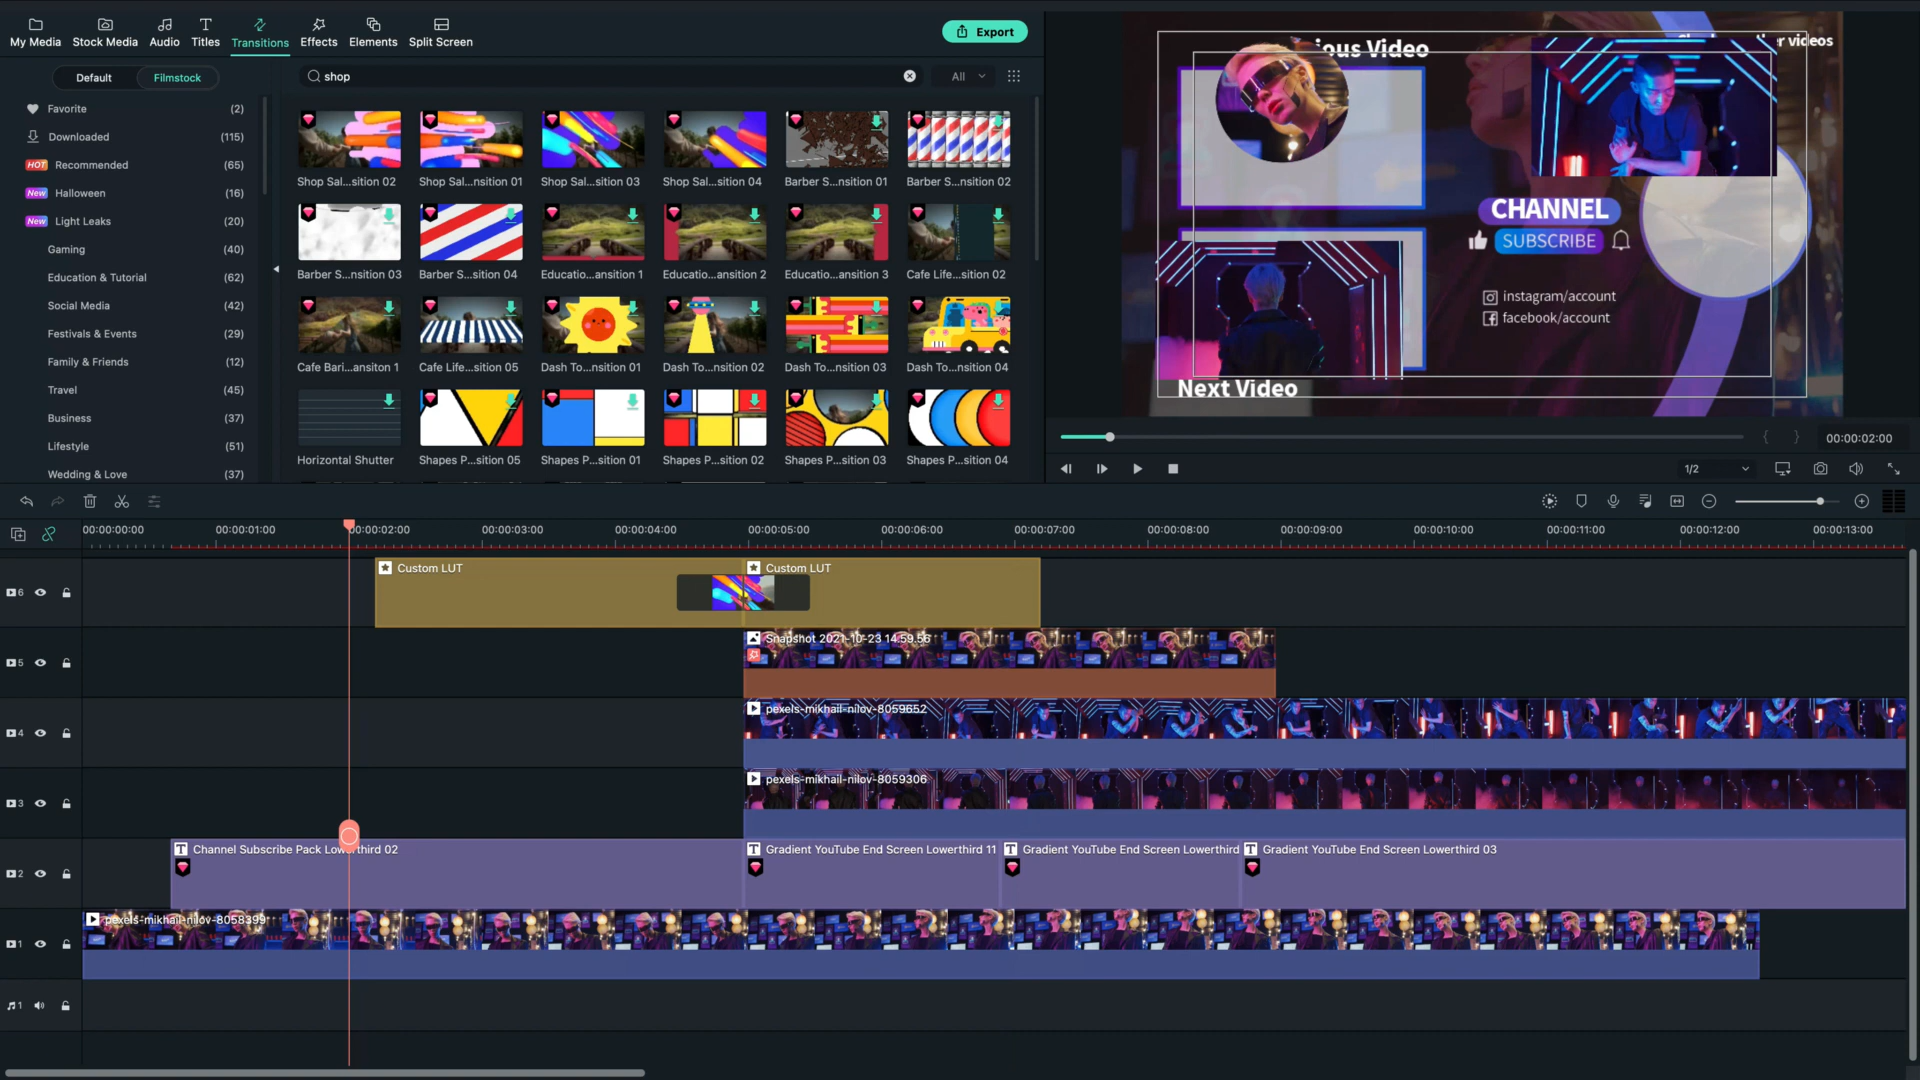 My Media
Stock Media
Audio
Titles
Transitions
Effects
Elements
Split Screen
Export
Default
Filmstock
shop
All
Favorite (2)
Downloaded (115)
HOT Recommended (65)
New Halloween (16)
New Light Leaks (20)
Gaming (40)
Education & Tutorial (62)
Social Media (42)
Festivals & Events (29)
Family & Friends (12)
Travel (45)
Business (37)
Lifestyle (51)
Wedding & Love (37)
Shop Sal...sition 02
Shop Sal...nsition 01
Shop Sal...sition 03
Shop Sal...sition 04
Barber S...nsition 01
Barber S...nsition 02
Barber S...nsition 03
Barber S...sition 04
Educatio...ansition 1
Educatio...ansition 2
Educatio...ansition 3
Cafe Life...sition 02
Cafe Bari...ansiton 1
Cafe Life...sition 05
Dash To...nsition 01
Dash To...nsition 02
Dash To...nsition 03
Dash To...nsition 04
Horizontal Shutter
Shapes P...sition 05
Shapes P...sition 01
Shapes P...sition 02
Shapes P...sition 03
Shapes P...sition 04
ious Video
er videos
CHANNEL
SUBSCRIBE
instagram/account
facebook/account
Next Video
00:00:02:00
1/2
00:00:00:00
00:00:01:00
00:00:02:00
00:00:03:00
00:00:04:00
00:00:05:00
00:00:06:00
00:00:07:00
00:00:08:00
00:00:09:00
00:00:10:00
00:00:11:00
00:00:12:00
00:00:13:00
6
Custom LUT
Custom LUT
5
Snapshot 2021-10-23 14.59.56
4
pexels-mikhail-nilov-8059652
3
pexels-mikhail-nilov-8059306
2
Channel Subscribe Pack Lowerthird 02
Gradient YouTube End Screen Lowerthird 11
Gradient YouTube End Screen Lowerthird
Gradient YouTube End Screen Lowerthird 03
1
pexels-mikhail-nilov-8058399
1